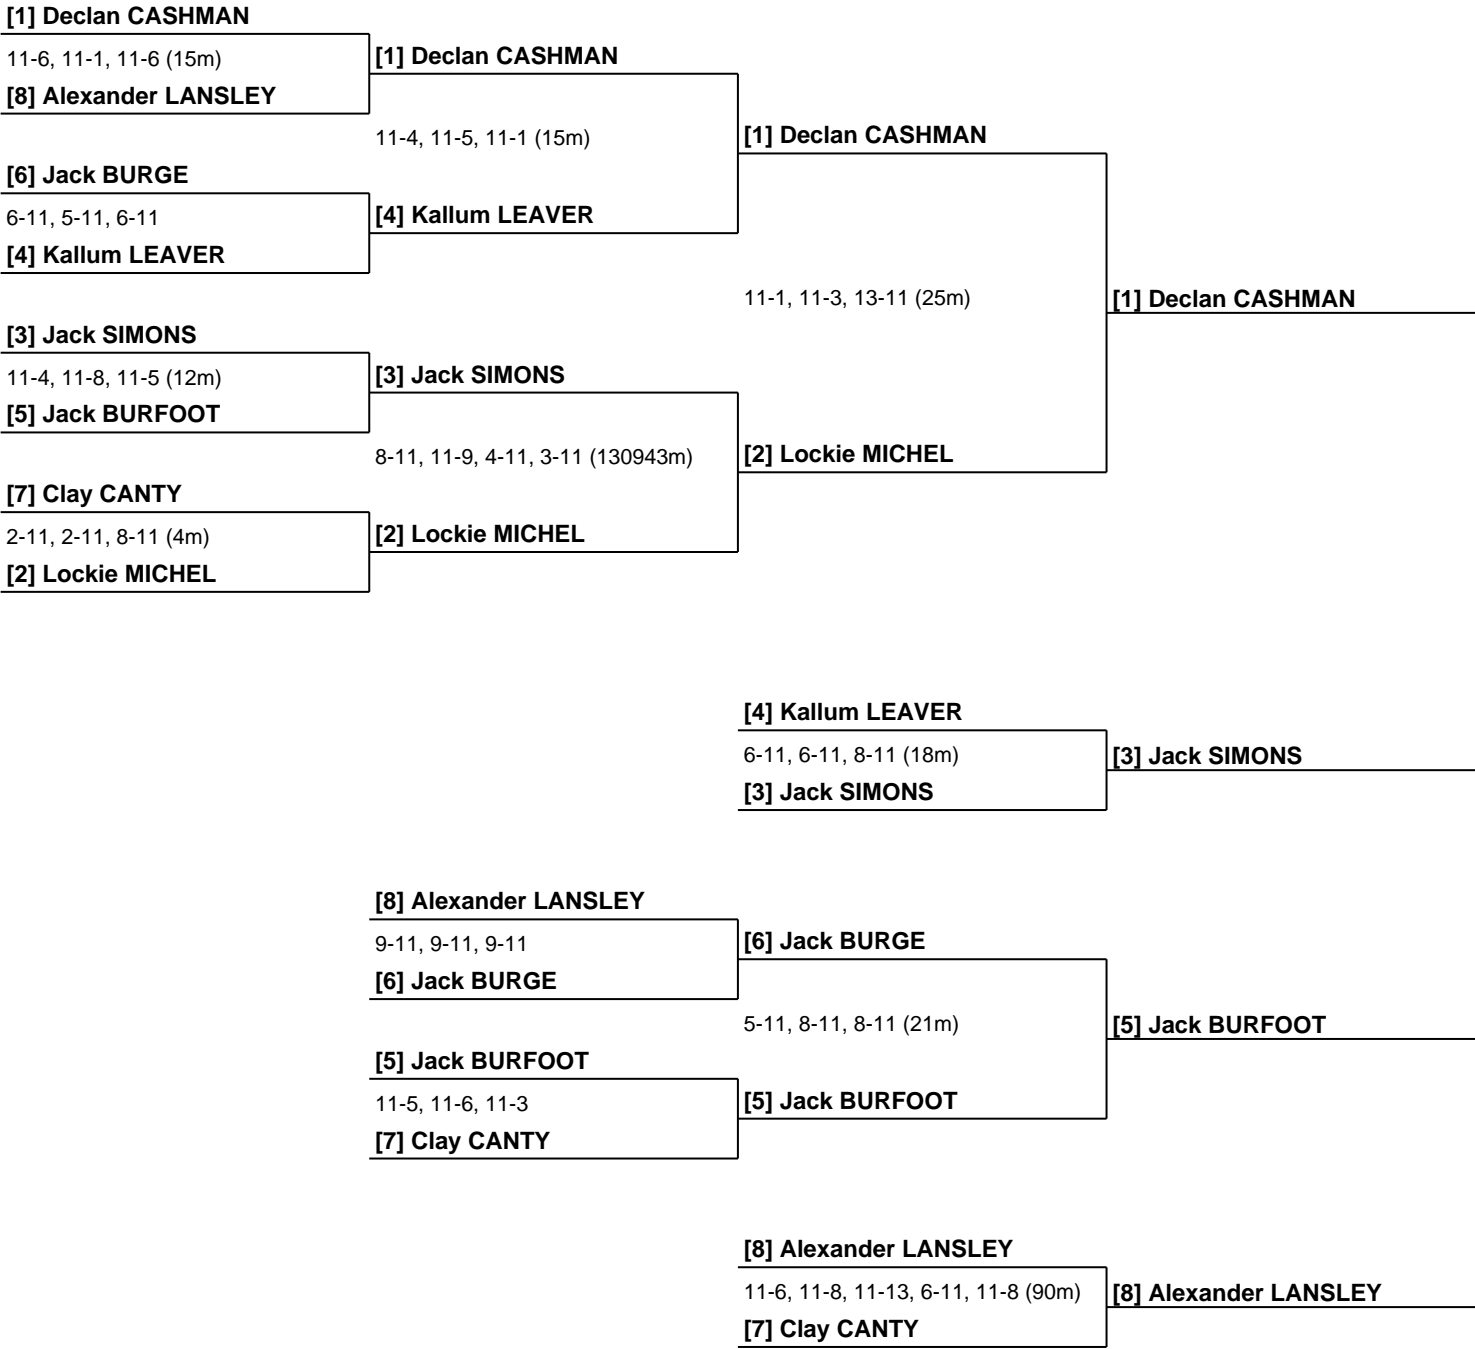 [1] Declan CASHMAN
11-6, 11-1, 11-6 (15m)
[8] Alexander LANSLEY
[1] Declan CASHMAN
11-4, 11-5, 11-1 (15m)
[6] Jack BURGE
6-11, 5-11, 6-11
[4] Kallum LEAVER
[4] Kallum LEAVER
[1] Declan CASHMAN
11-1, 11-3, 13-11 (25m)
[1] Declan CASHMAN
[3] Jack SIMONS
11-4, 11-8, 11-5 (12m)
[5] Jack BURFOOT
[3] Jack SIMONS
8-11, 11-9, 4-11, 3-11 (130943m)
[2] Lockie MICHEL
[7] Clay CANTY
2-11, 2-11, 8-11 (4m)
[2] Lockie MICHEL
[2] Lockie MICHEL
[4] Kallum LEAVER
6-11, 6-11, 8-11 (18m)
[3] Jack SIMONS
[3] Jack SIMONS
[8] Alexander LANSLEY
9-11, 9-11, 9-11
[6] Jack BURGE
[6] Jack BURGE
5-11, 8-11, 8-11 (21m)
[5] Jack BURFOOT
[5] Jack BURFOOT
11-5, 11-6, 11-3
[7] Clay CANTY
[5] Jack BURFOOT
[8] Alexander LANSLEY
11-6, 11-8, 11-13, 6-11, 11-8 (90m)
[7] Clay CANTY
[8] Alexander LANSLEY